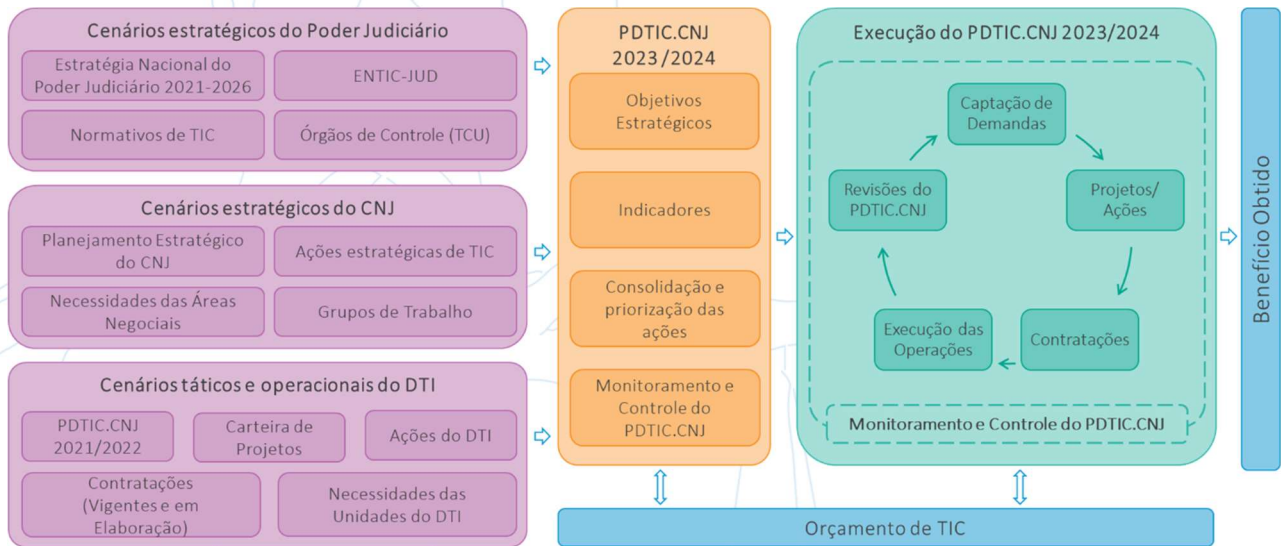 Cenários estratégicos do Poder Judiciário
Estratégia Nacional do
Poder Judiciário 2021-2026
ENTIC-JUD
Normativos de TIC
Órgãos de Controle (TCU)
Cenários estratégicos do CNJ
Planejamento Estratégico
do CNJ
Ações estratégicas de TIC
Necessidades das Áreas
Negociais
Grupos de Trabalho
Cenários táticos e operacionais do DTI
PDTIC.CNJ
2021/2022
Carteira de
Projetos
Ações do DTI
Contratações
(Vigentes e em
Elaboração)
Necessidades das
Unidades do DTI
PDTIC.CNJ
2023/2024
Objetivos
Estratégicos
Indicadores
Consolidação e
priorização das
ações
Monitoramento e
Controle do
PDTIC.CNJ
Execução do PDTIC.CNJ 2023/2024
Captação de
Demandas
Projetos/
Ações
Contratações
Execução das
Operações
Revisões do
PDTIC.CNJ
Monitoramento e Controle do PDTIC.CNJ
Orçamento de TIC
Benefício Obtido